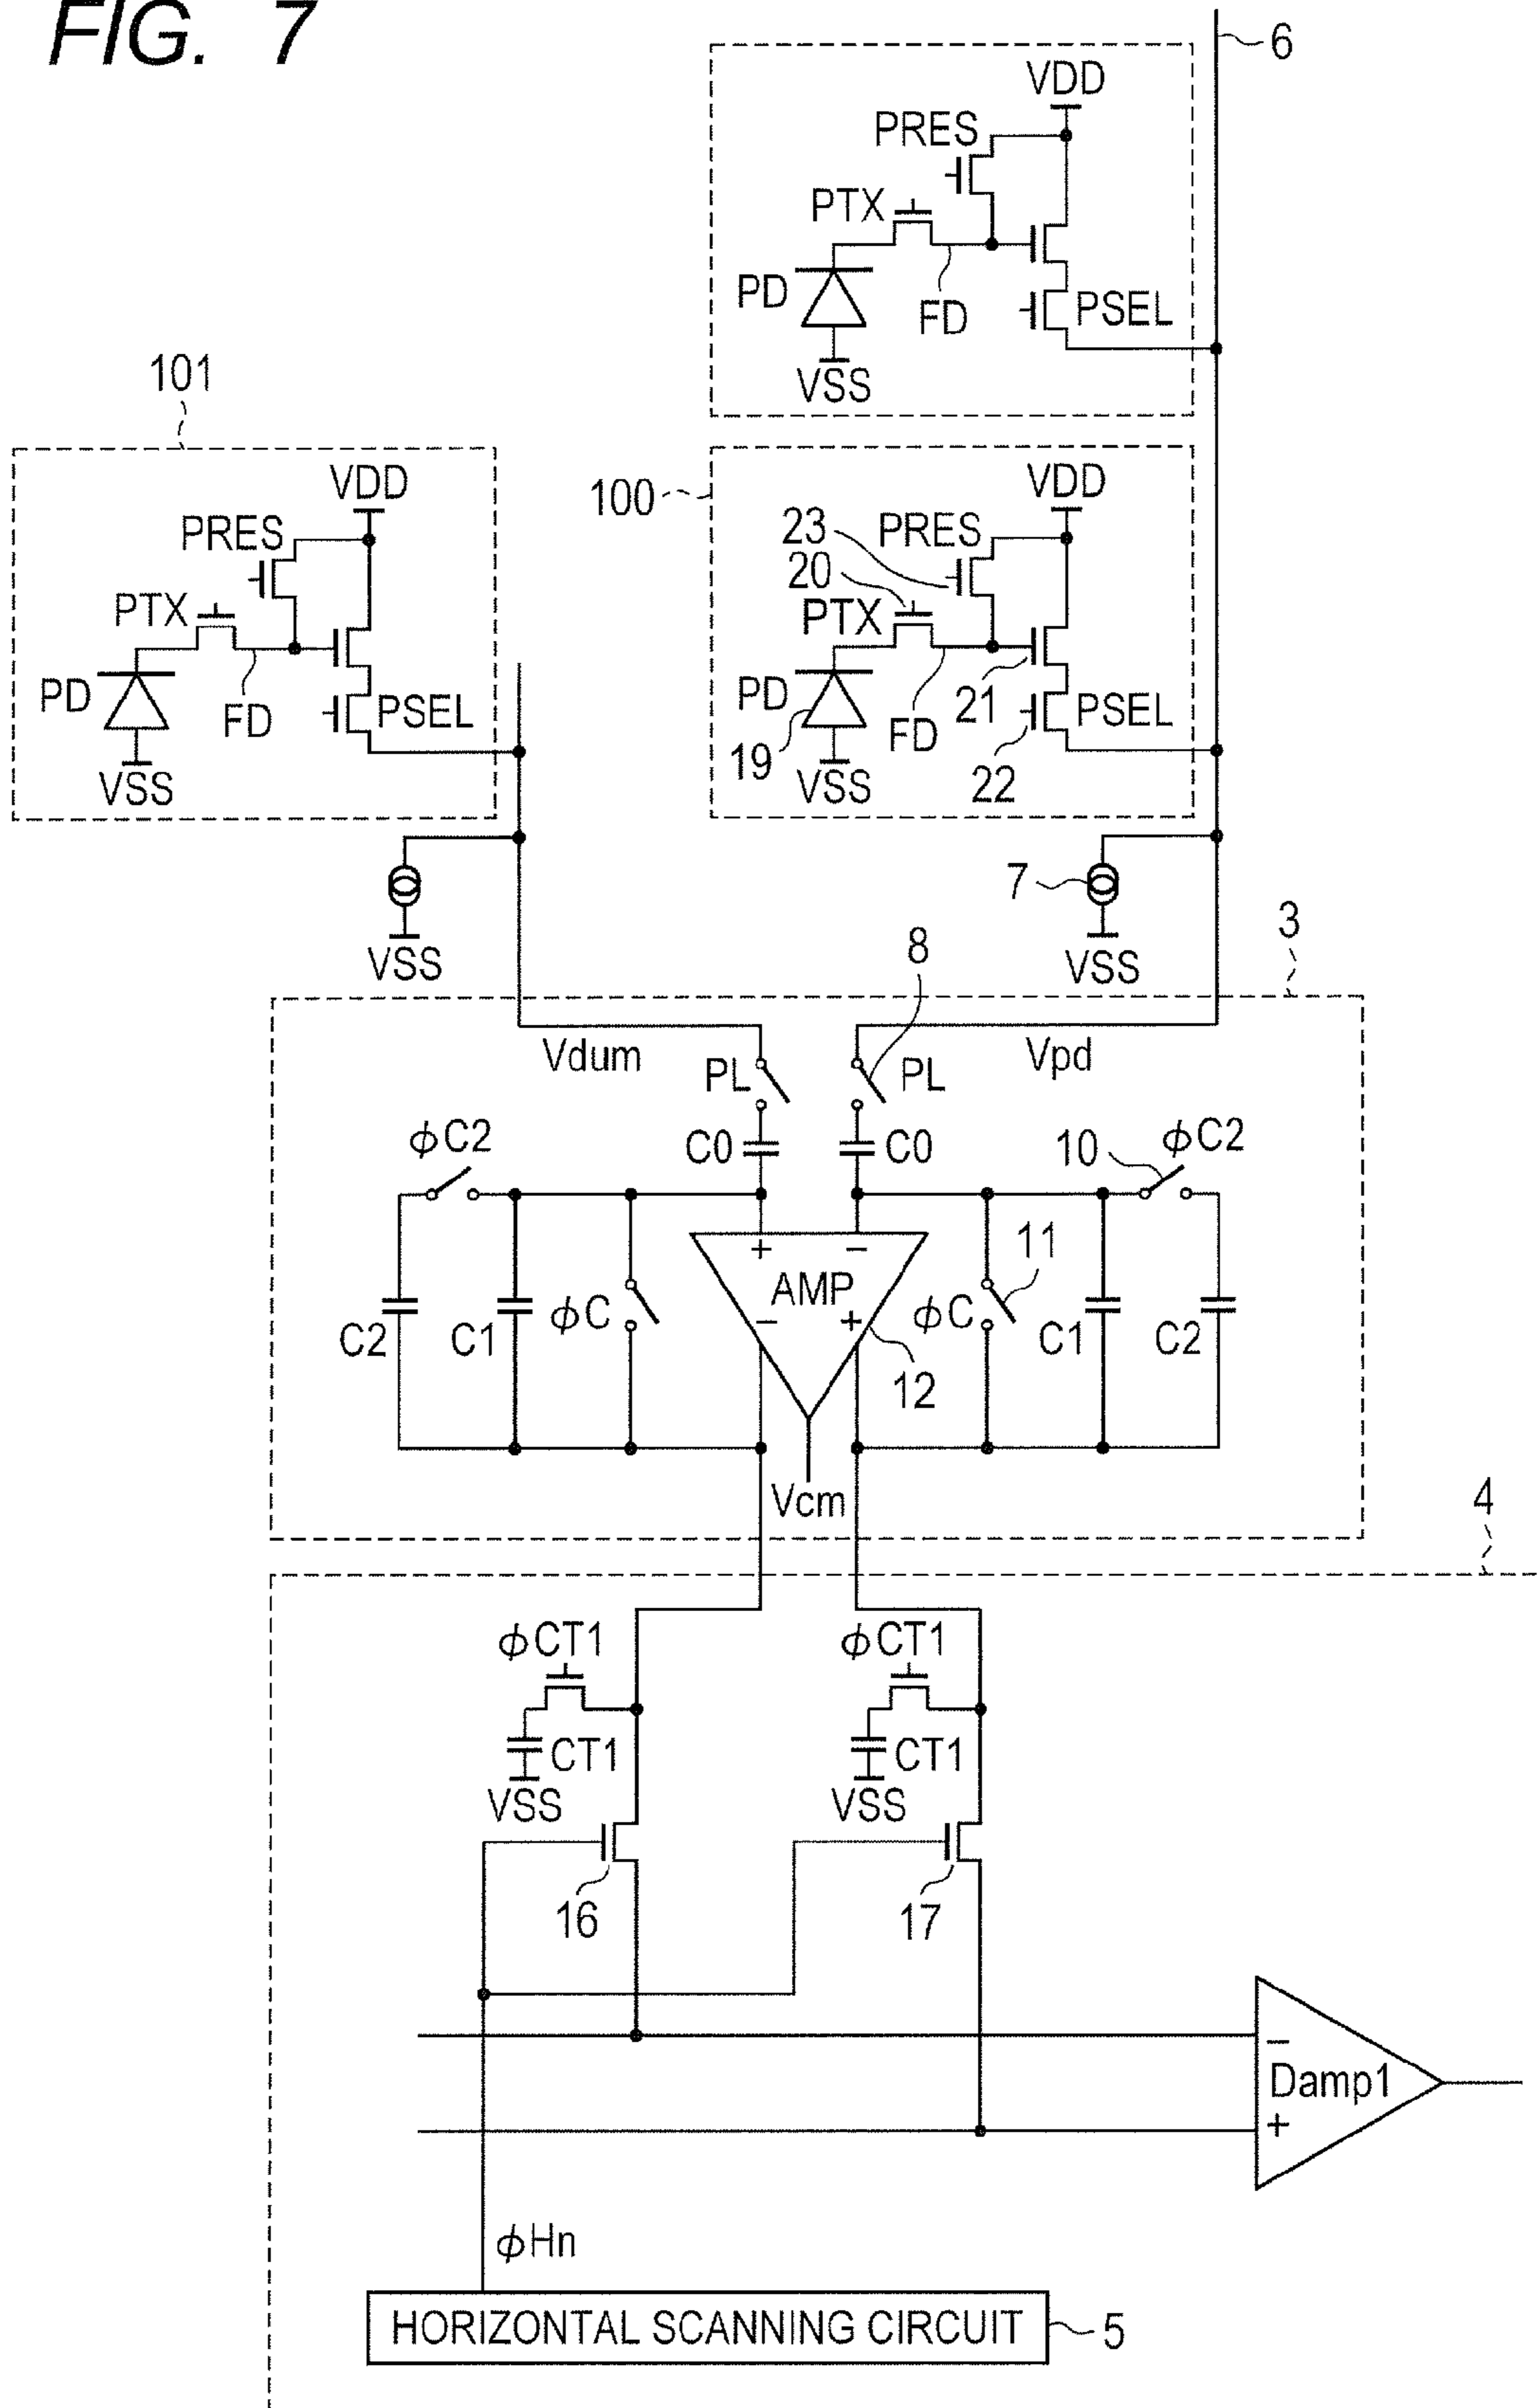 FIG. 7
6
VDD
PRES
PTX
PD
FD
PSEL
VSS
101
VDD
PRES
PTX
PD
FD
PSEL
VSS
100
VDD
23
PRES
20
PTX
PD
FD
21
PSEL
19
VSS
22
VSS
7
VSS
3
8
Vdum
PL
PL
Vpd
ϕC2
C0
C0
10
ϕC2
+
−
AMP
−
+
11
C2
C1
ϕC
ϕC
C1
C2
12
Vcm
4
ϕCT1
ϕCT1
CT1
CT1
VSS
VSS
16
17
−
Damp1
+
ϕHn
HORIZONTAL SCANNING CIRCUIT
5